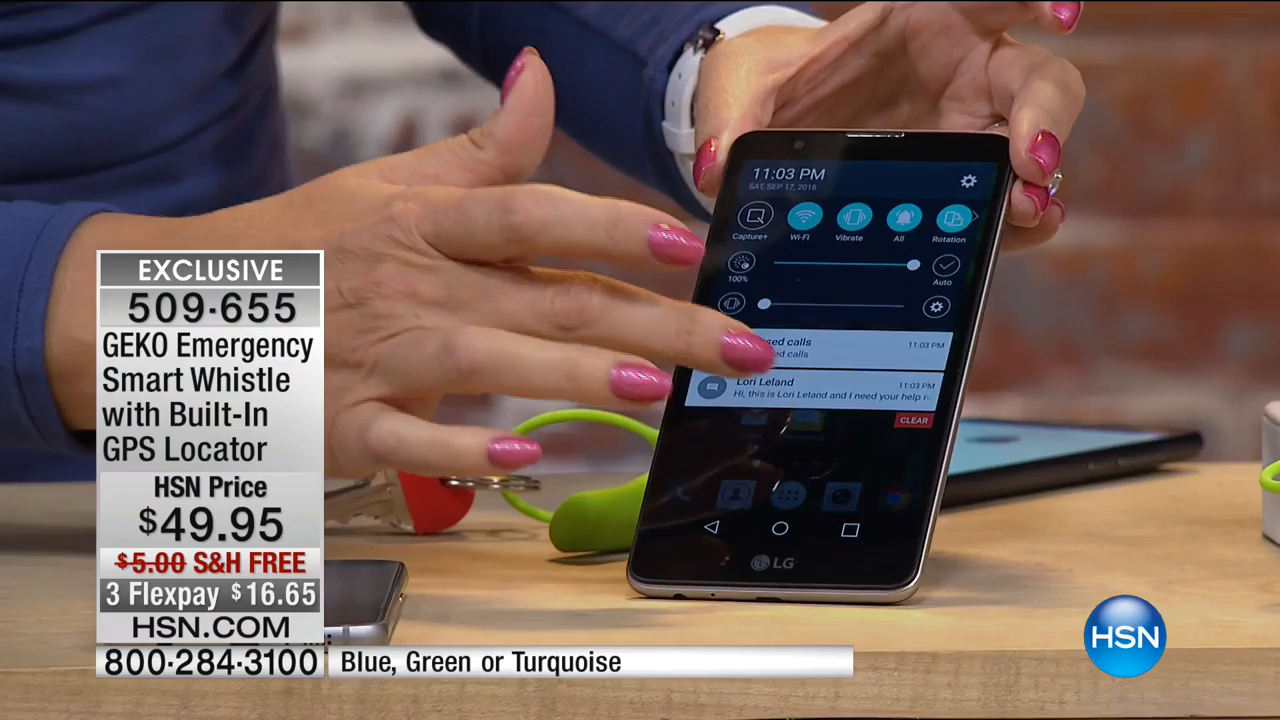 EXCLUSIVE
509·655
GEKO Emergency
Smart Whistle
with Built-In
GPS Locator
HSN Price
$49.95
$5.00 S&H FREE
3 Flexpay $16.65
HSN.COM
800·284·3100
Blue, Green or Turquoise
11:03 PM
SAT, SEP 17, 2016
Capture+
Wi-Fi
Vibrate
All
Rotation
100%
Auto
calls
11:03 PM
calls
Lori Leland
11:03 PM
Hi, this is Lori Leland and I need your help
CLEAR
LG
HSN